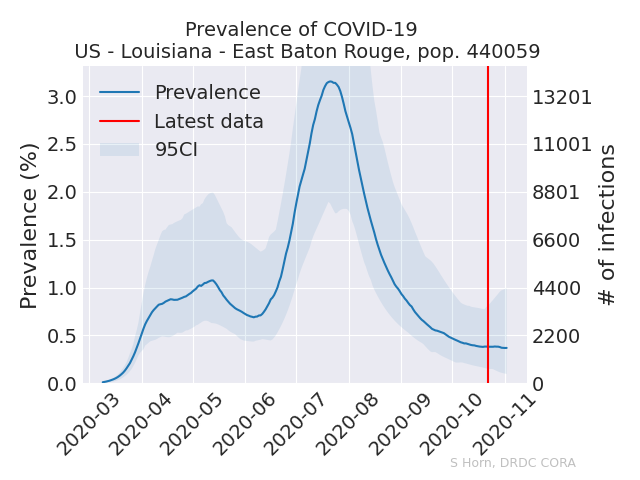 Prevalence of COVID-19
US - Louisiana - East Baton Rouge, pop. 440059
Prevalence
Latest data
95CI
Prevalence (%)
3.0
2.5
2.0
1.5
1.0
0.5
0.0
13201
11001
8801
6600
4400
2200
0
# of infections
2020-03
2020-04
2020-05
2020-06
2020-07
2020-08
2020-09
2020-10
2020-11
S Horn, DRDC CORA